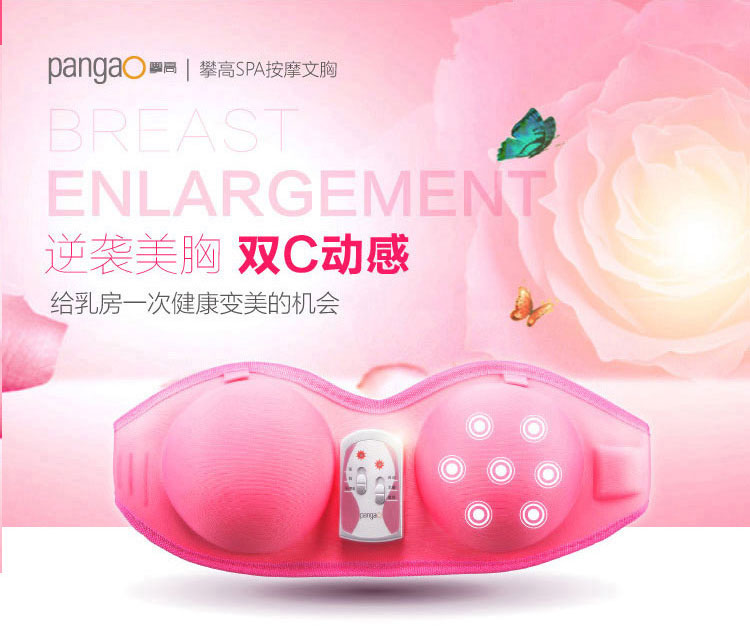 pangao 攀高 | 攀高SPA按摩文胸
BREAST
ENLARGEMENT
逆袭美胸 双C动感
给乳房一次健康变美的机会
pangao